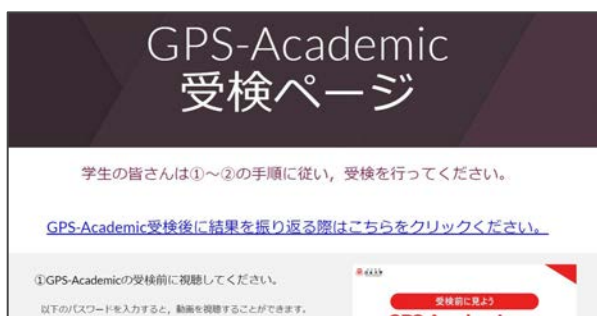 GPS-Academic
受検ページ
学生の皆さんは①~②の手順に従い，受検を行ってください。
GPS-Academic受検後に結果を振り返る際はこちらをクリックください。
①GPS-Academicの受検前に視聴してください。
以下のパスワードを入力すると，動画を視聴することができます。
受検前に見よう